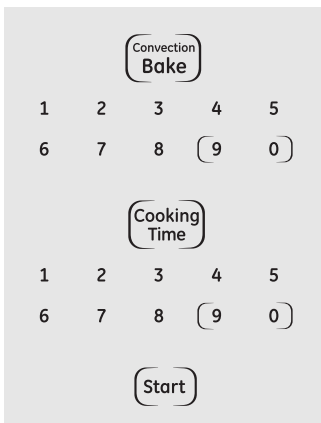 Convection
Bake
1 2 3 4 5
6 7 8 9 0
Cooking
Time
1 2 3 4 5
6 7 8 9 0
Start